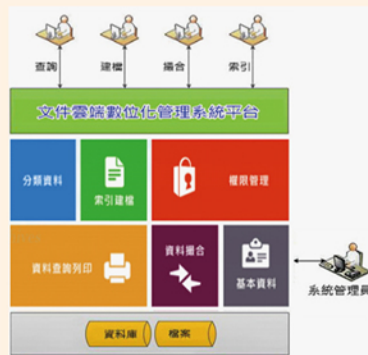 查詢
建檔
撮合
索引
文件雲端數位化管理系統平台
分類資料
索引建檔
權限管理
資料查詢列印
資料撮合
基本資料
系統管理員
資料庫
檔案